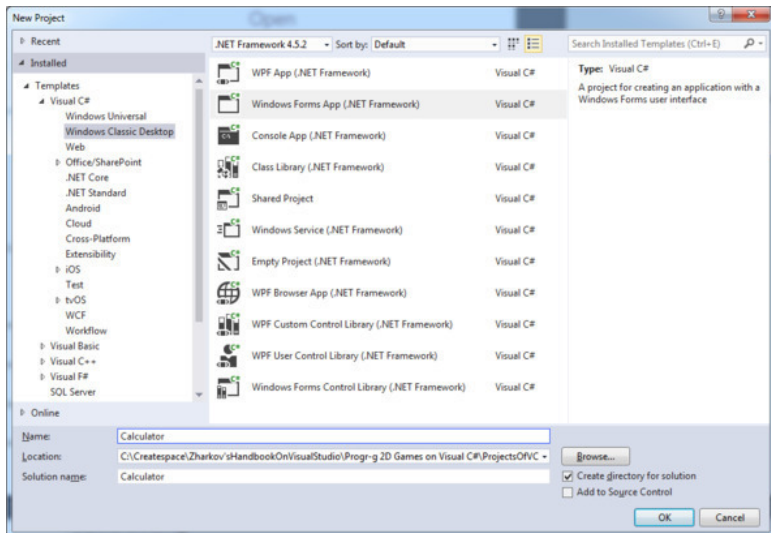 New Project
Open
Recent
Installed
Templates
Visual C#
Windows Universal
Windows Classic Desktop
Web
Office/SharePoint
.NET Core
.NET Standard
Android
Cloud
Cross-Platform
Extensibility
iOS
Test
tvOS
WCF
Workflow
Visual Basic
Visual C++
Visual F#
SQL Server
Online
.NET Framework 4.5.2 Sort by: Default
WPF App (.NET Framework) Visual C#
Windows Forms App (.NET Framework) Visual C#
Console App (.NET Framework) Visual C#
Class Library (.NET Framework) Visual C#
Shared Project Visual C#
Windows Service (.NET Framework) Visual C#
Empty Project (.NET Framework) Visual C#
WPF Browser App (.NET Framework) Visual C#
WPF Custom Control Library (.NET Framework) Visual C#
WPF User Control Library (.NET Framework) Visual C#
Windows Forms Control Library (.NET Framework) Visual C#
Search Installed Templates (Ctrl+E)
Type: Visual C#
A project for creating an application with a
Windows Forms user interface
Name: Calculator
Location: C:\Createspace\Zharkov'sHandbookOnVisualStudio\Progr-g 2D Games on Visual C#\ProjectsOfVC
Browse...
Solution name: Calculator
Create directory for solution
Add to Source Control
OK Cancel